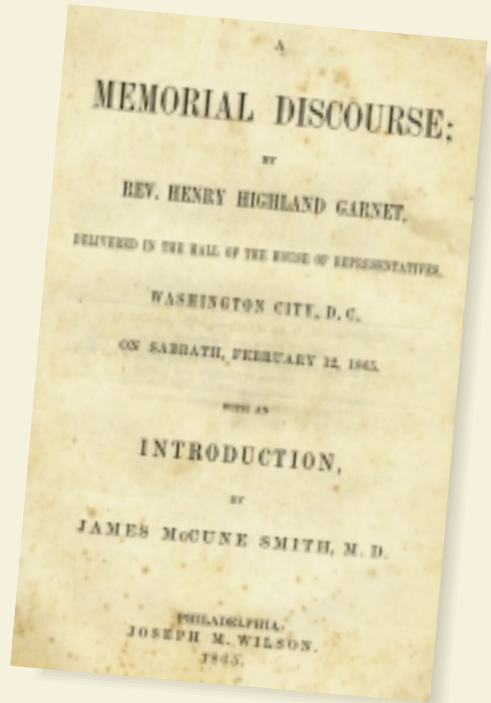 A
MEMORIAL DISCOURSE;
BY
REV. HENRY HIGHLAND GARNET,
DELIVERED IN THE HALL OF THE HOUSE OF REPRESENTATIVES,
WASHINGTON CITY, D. C.
ON SABBATH, FEBRUARY 12, 1865.
WITH AN
INTRODUCTION,
BY
JAMES McCUNE SMITH, M. D.
PHILADELPHIA:
JOSEPH M. WILSON.
1865.